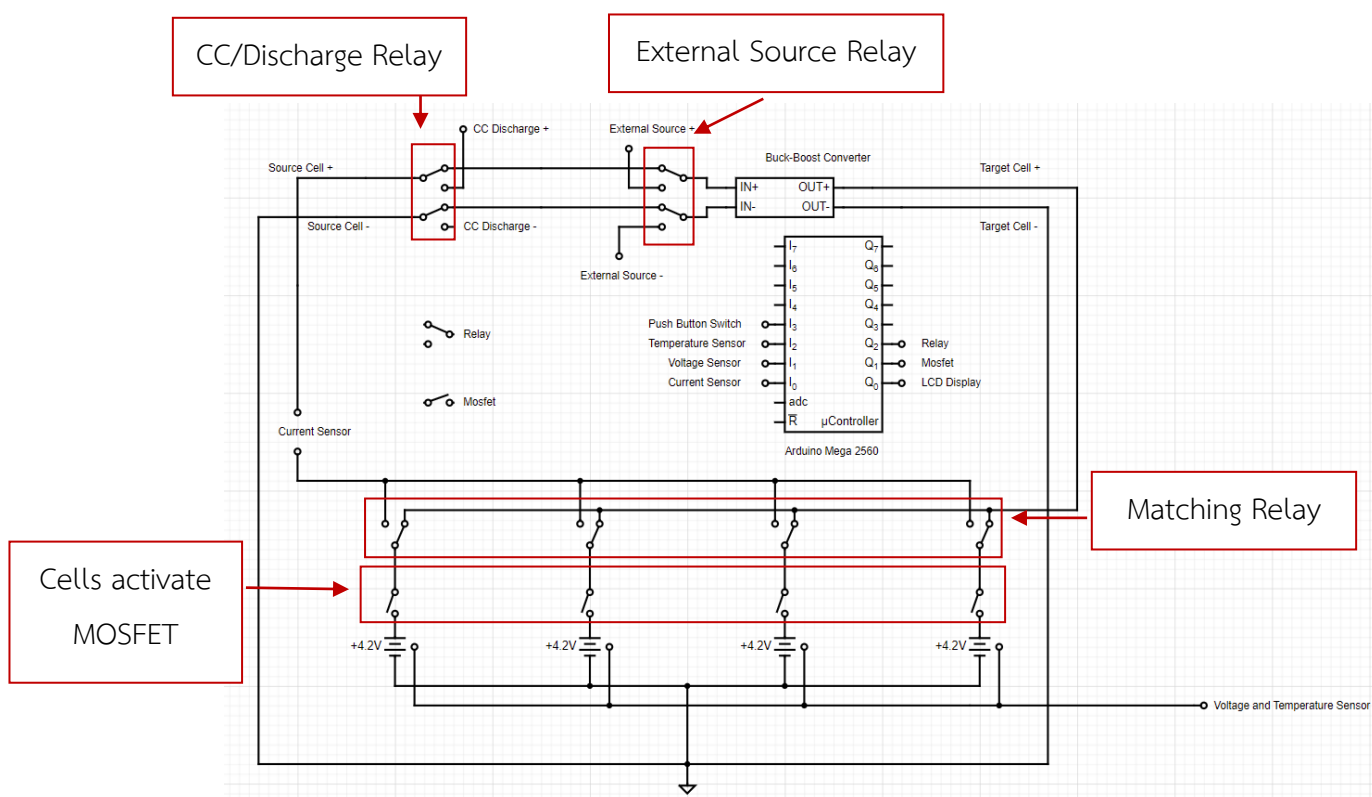 CC/Discharge Relay
External Source Relay
CC Discharge +
External Source +
Buck-Boost Converter
Source Cell +
Target Cell +
IN+
OUT+
IN-
OUT-
Source Cell -
CC Discharge -
Target Cell -
External Source -
I7
Q7
I6
Q6
I5
Q5
I4
Q4
Push Button Switch
I3
Q3
Relay
Temperature Sensor
I2
Q2
Relay
Voltage Sensor
I1
Q1
Mosfet
Current Sensor
I0
Q0
LCD Display
Mosfet
adc
R
µController
Current Sensor
Arduino Mega 2560
Matching Relay
Cells activate
MOSFET
+4.2V
+4.2V
+4.2V
+4.2V
Voltage and Temperature Sensor